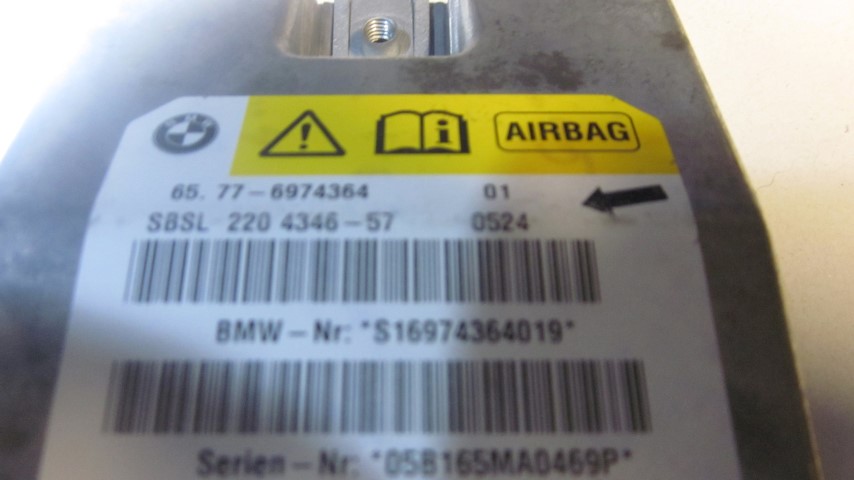 AIRBAG
65. 77-6974364 01
SBSL 220 4346-57 0524
BMW-Nr: *S16974364019*
Serien-Nr: *05B165MA0469P*